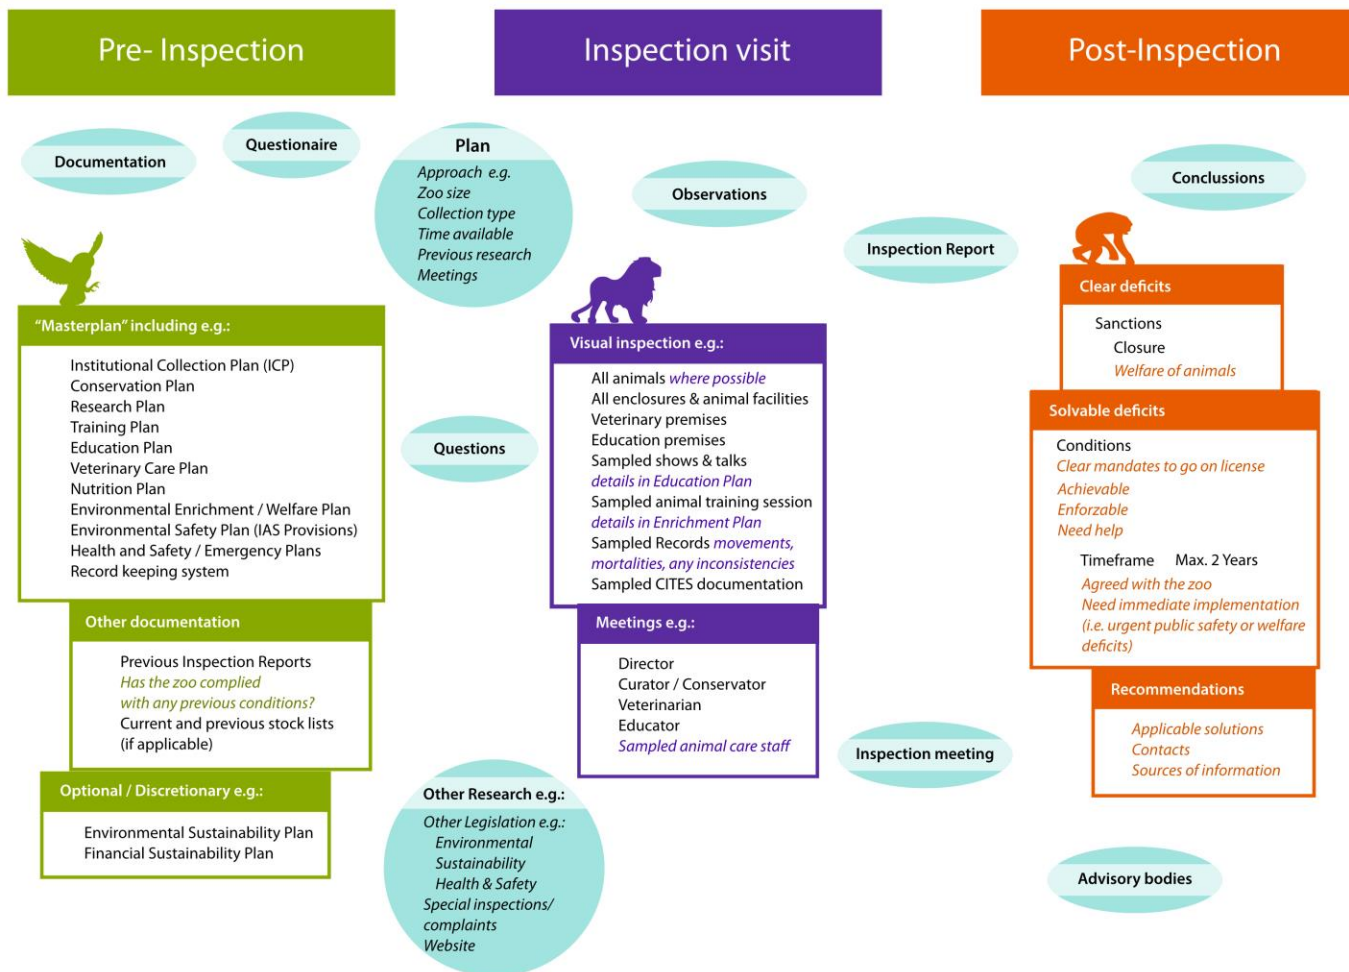 Pre- Inspection
Inspection visit
Post-Inspection
Documentation
Questionaire
Plan
Approach e.g.
Zoo size
Collection type
Time available
Previous research
Meetings
Observations
Inspection Report
Conclussions
"Masterplan" including e.g.:
Institutional Collection Plan (ICP)
Conservation Plan
Research Plan
Training Plan
Education Plan
Veterinary Care Plan
Nutrition Plan
Environmental Enrichment / Welfare Plan
Environmental Safety Plan (IAS Provisions)
Health and Safety / Emergency Plans
Record keeping system
Other documentation
Previous Inspection Reports
Has the zoo complied
with any previous conditions?
Current and previous stock lists
(if applicable)
Optional / Discretionary e.g.:
Environmental Sustainability Plan
Financial Sustainability Plan
Questions
Other Research e.g.:
Other Legislation e.g.:
Environmental
Sustainability
Health & Safety
Special inspections/
complaints
Website
Visual inspection e.g.:
All animals where possible
All enclosures & animal facilities
Veterinary premises
Education premises
Sampled shows & talks
details in Education Plan
Sampled animal training session
details in Enrichment Plan
Sampled Records movements,
mortalities, any inconsistencies
Sampled CITES documentation
Meetings e.g.:
Director
Curator / Conservator
Veterinarian
Educator
Sampled animal care staff
Inspection meeting
Clear deficits
Sanctions
Closure
Welfare of animals
Solvable deficits
Conditions
Clear mandates to go on license
Achievable
Enforzable
Need help
Timeframe Max. 2 Years
Agreed with the zoo
Need immediate implementation
(i.e. urgent public safety or welfare
deficits)
Recommendations
Applicable solutions
Contacts
Sources of information
Advisory bodies